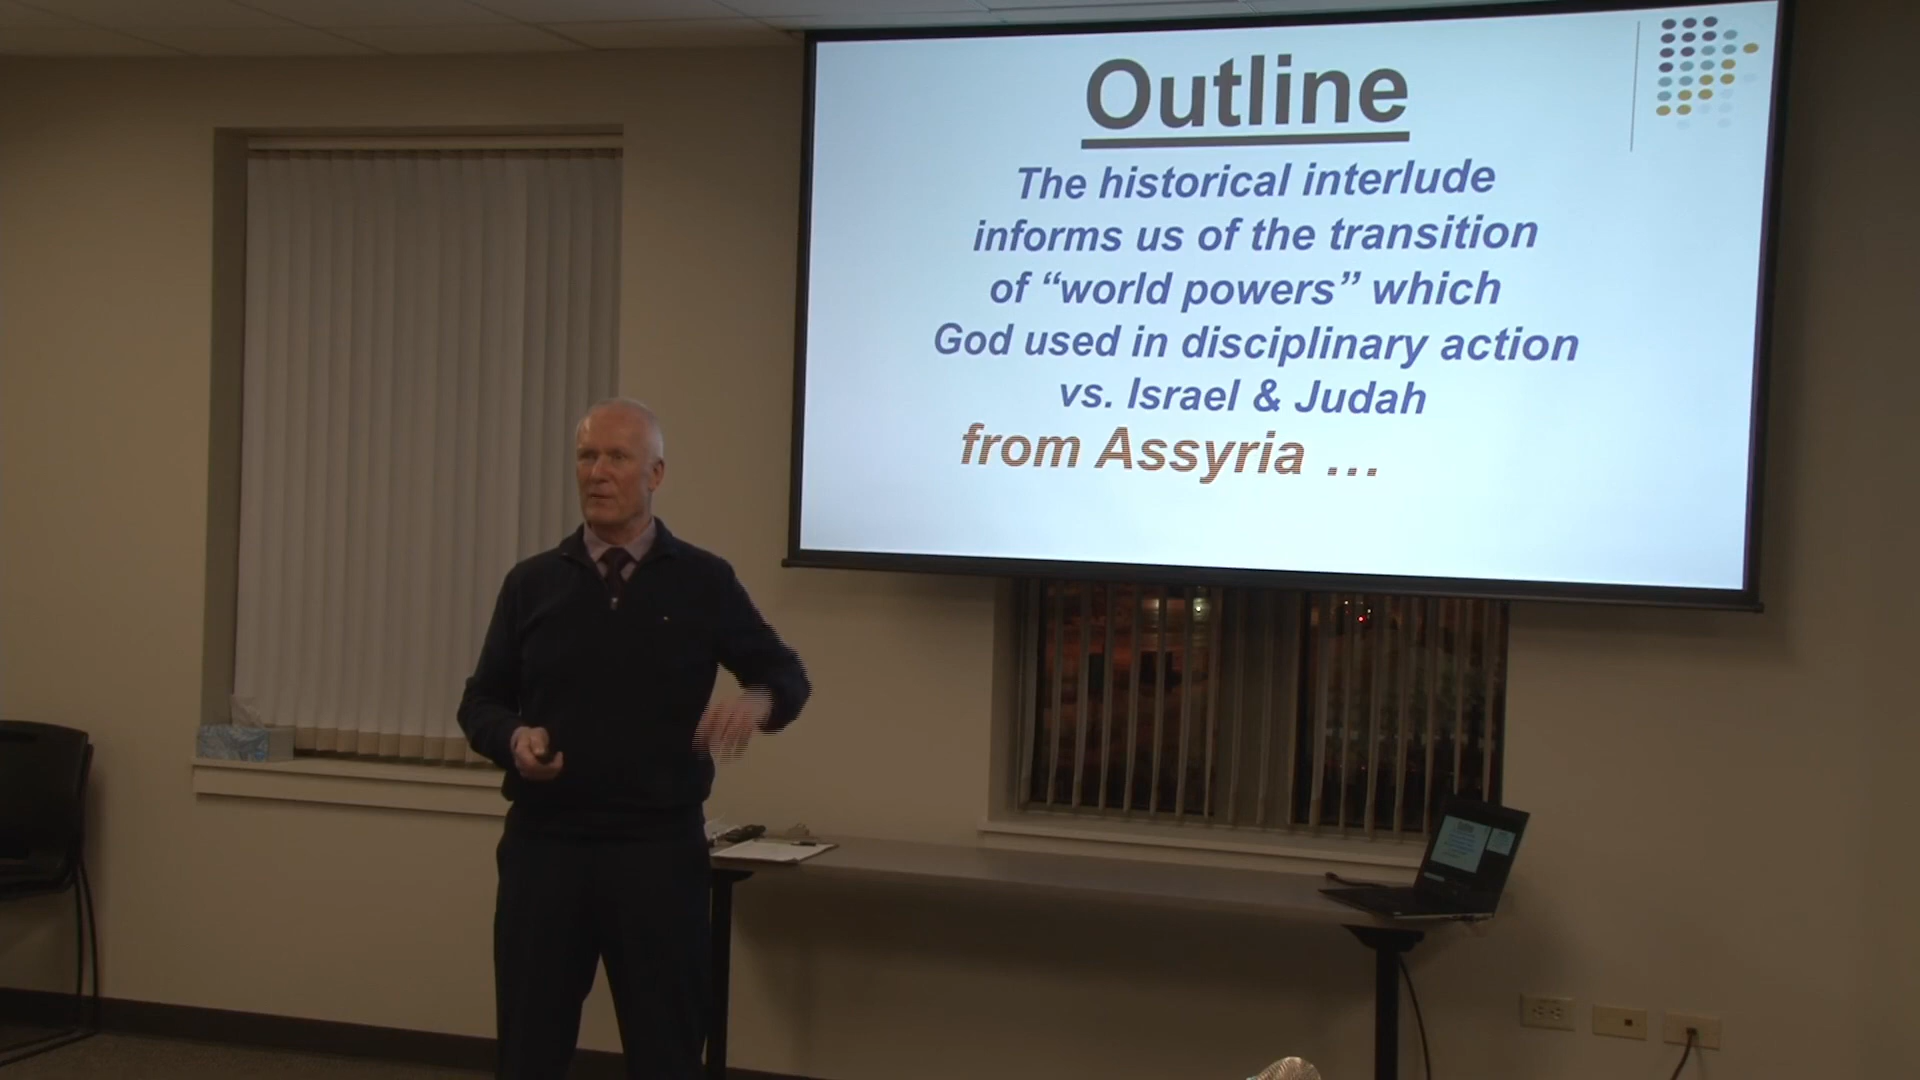 Outline
The historical interlude
informs us of the transition
of “world powers” which
God used in disciplinary action
vs. Israel & Judah
from Assyria …